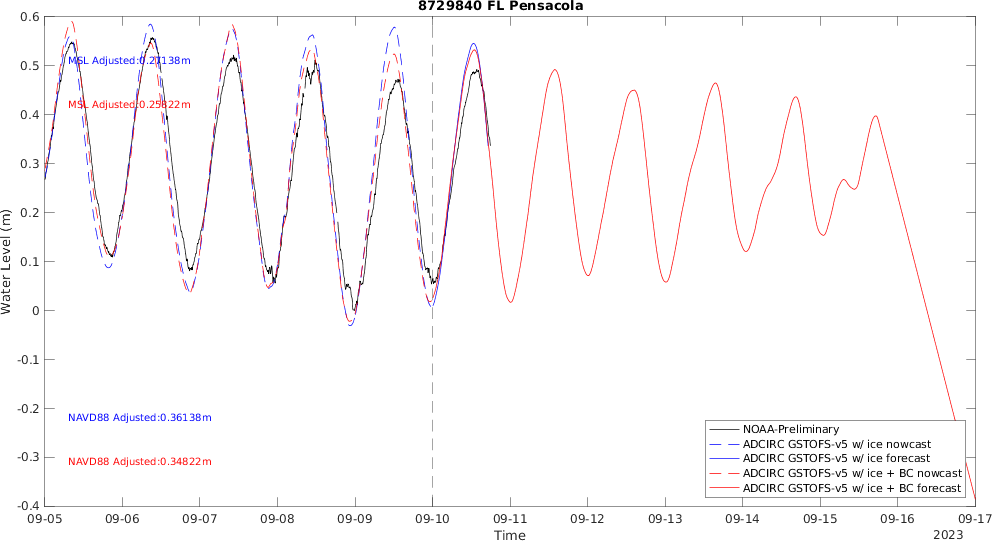 8729840 FL Pensacola
0.6
0.5
0.4
0.3
0.2
0.1
0
-0.1
-0.2
-0.3
-0.4
Water Level (m)
MSL Adjusted:0.27138m
MSL Adjusted:0.25822m
NAVD88 Adjusted:0.36138m
NAVD88 Adjusted:0.34822m
NOAA-Preliminary
ADCIRC GSTOFS-v5 w/ ice nowcast
ADCIRC GSTOFS-v5 w/ ice forecast
ADCIRC GSTOFS-v5 w/ ice + BC nowcast
ADCIRC GSTOFS-v5 w/ ice + BC forecast
09-05 09-06 09-07 09-08 09-09 09-10 09-11 09-12 09-13 09-14 09-15 09-16 09-17
Time
2023